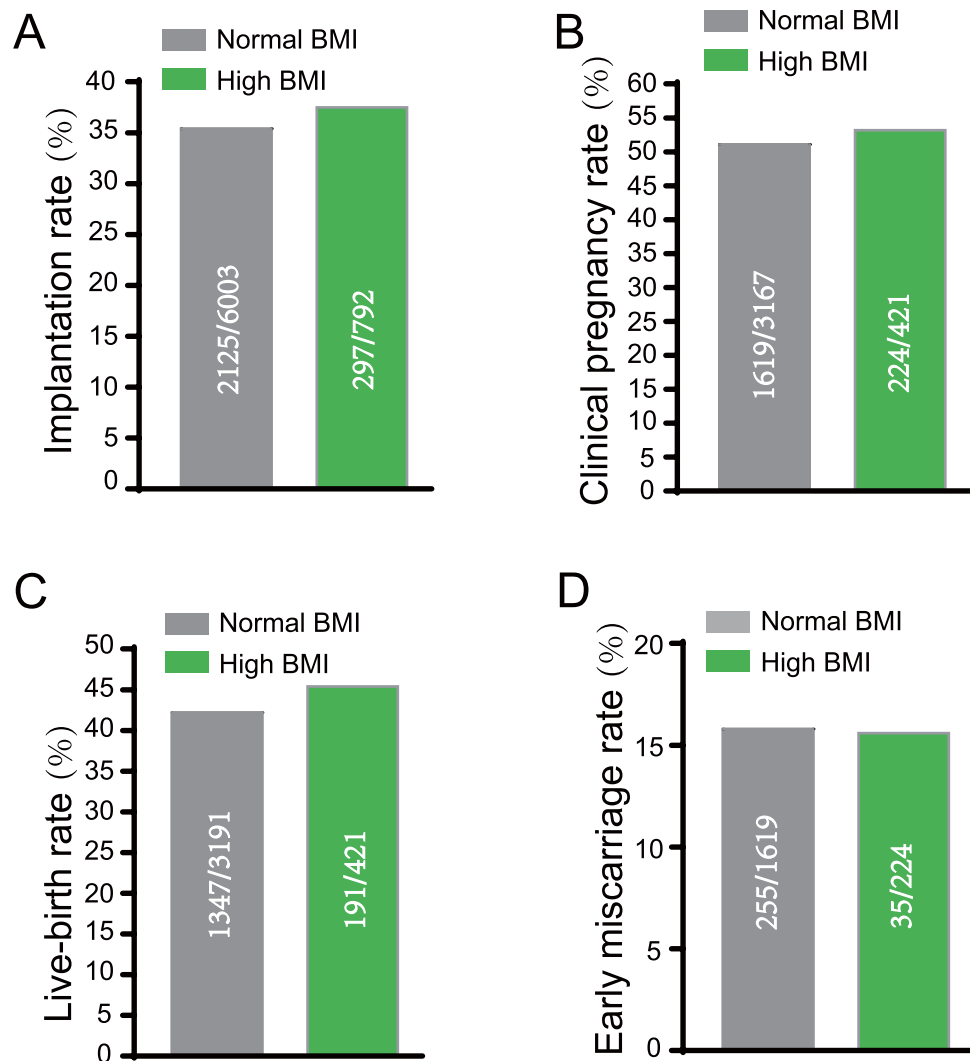 A
Normal BMI
High BMI
Implantation rate (%)
40
35
30
25
20
15
10
5
0
2125/6003
297/792
B
Normal BMI
High BMI
Clinical pregnancy rate (%)
60
55
50
45
40
35
30
25
20
15
10
5
0
1619/3167
224/421
C
Normal BMI
High BMI
Live-birth rate (%)
50
45
40
35
30
25
20
15
10
5
0
1347/3191
191/421
D
Normal BMI
High BMI
Early miscarriage rate (%)
20
15
10
5
0
255/1619
35/224